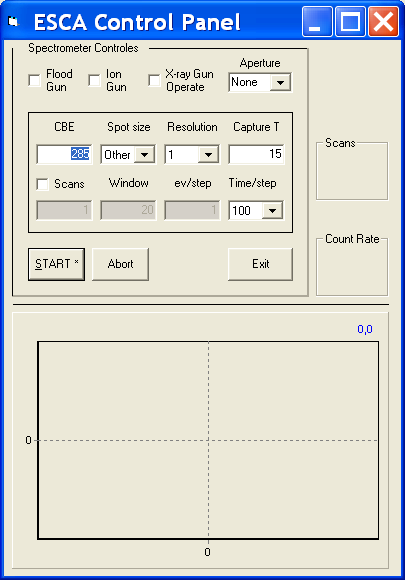 ESCA Control Panel
Spectrometer Controles
Flood Gun
Ion Gun
X-ray Gun Operate
Aperture
None
CBE
Spot size
Resolution
Capture T
285
Other
1
15
Scans
Window
ev/step
Time/step
1
20
1
100
START *
Abort
Exit
Scans
Count Rate
0,0
0
0